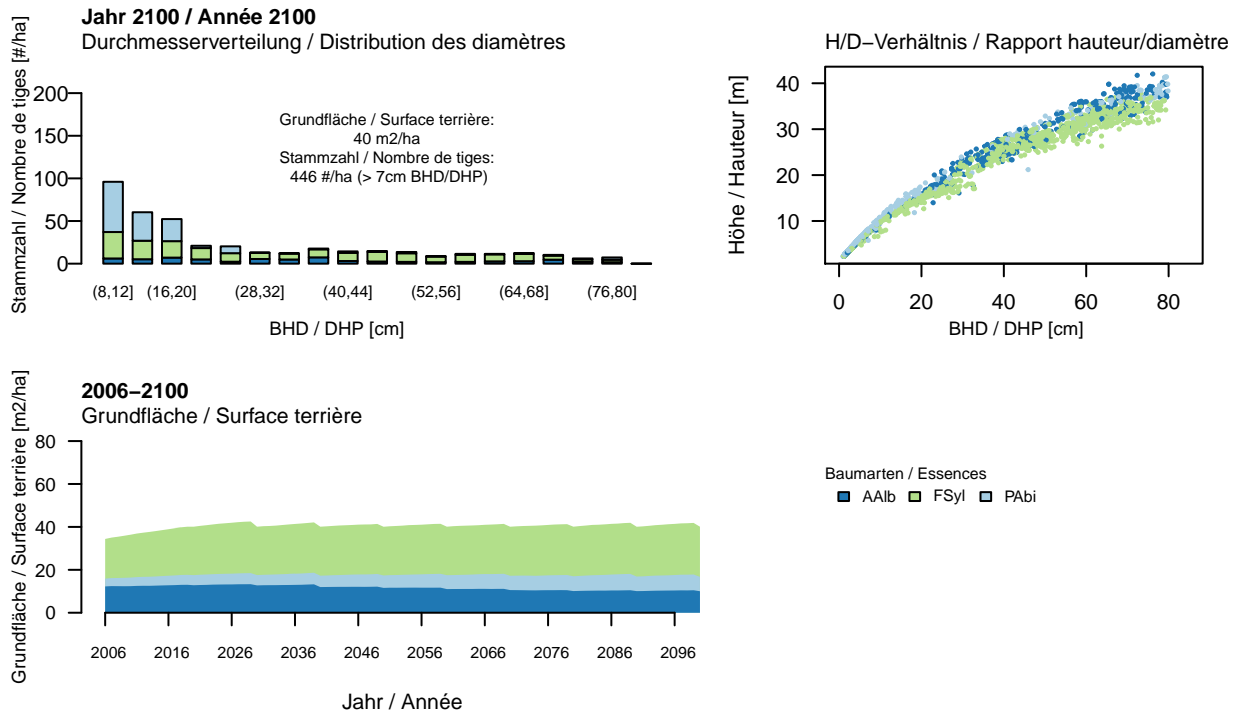 Jahr 2100 / Année 2100
Durchmesserverteilung / Distribution des diamètres
Stammzahl / Nombre de tiges [#/ha]
200
150
100
50
0
Grundfläche / Surface terrière:
40 m2/ha
Stammzahl / Nombre de tiges:
446 #/ha (> 7cm BHD/DHP)
(8,12] (16,20] (28,32] (40,44] (52,56] (64,68] (76,80]
BHD / DHP [cm]
H/D−Verhältnis / Rapport hauteur/diamètre
Höhe / Hauteur [m]
40
30
20
10
0 20 40 60 80
BHD / DHP [cm]
2006−2100
Grundfläche / Surface terrière
Grundfläche / Surface terrière [m2/ha]
80
60
40
20
0
2006 2016 2026 2036 2046 2056 2066 2076 2086 2096
Jahr / Année
Baumarten / Essences
AAlb FSyl PAbi